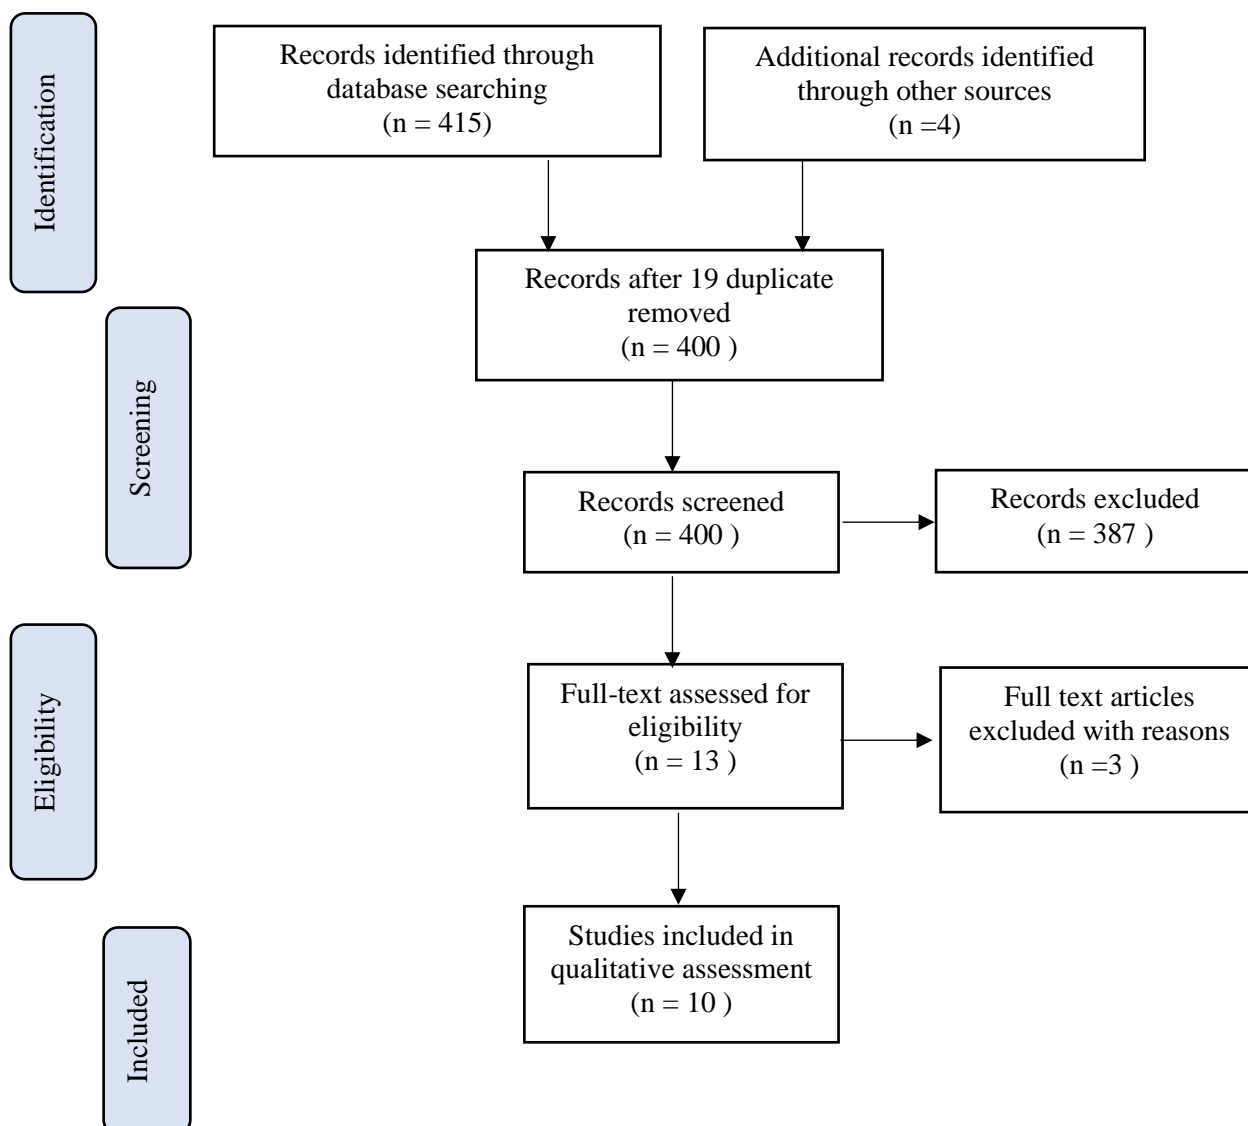 Identification
Records identified through
database searching
(n = 415)
Additional records identified
through other sources
(n =4)
Records after 19 duplicate
removed
(n = 400 )
Screening
Records screened
(n = 400 )
Records excluded
(n = 387 )
Eligibility
Full-text assessed for
eligibility
(n = 13 )
Full text articles
excluded with reasons
(n =3 )
Included
Studies included in
qualitative assessment
(n = 10 )